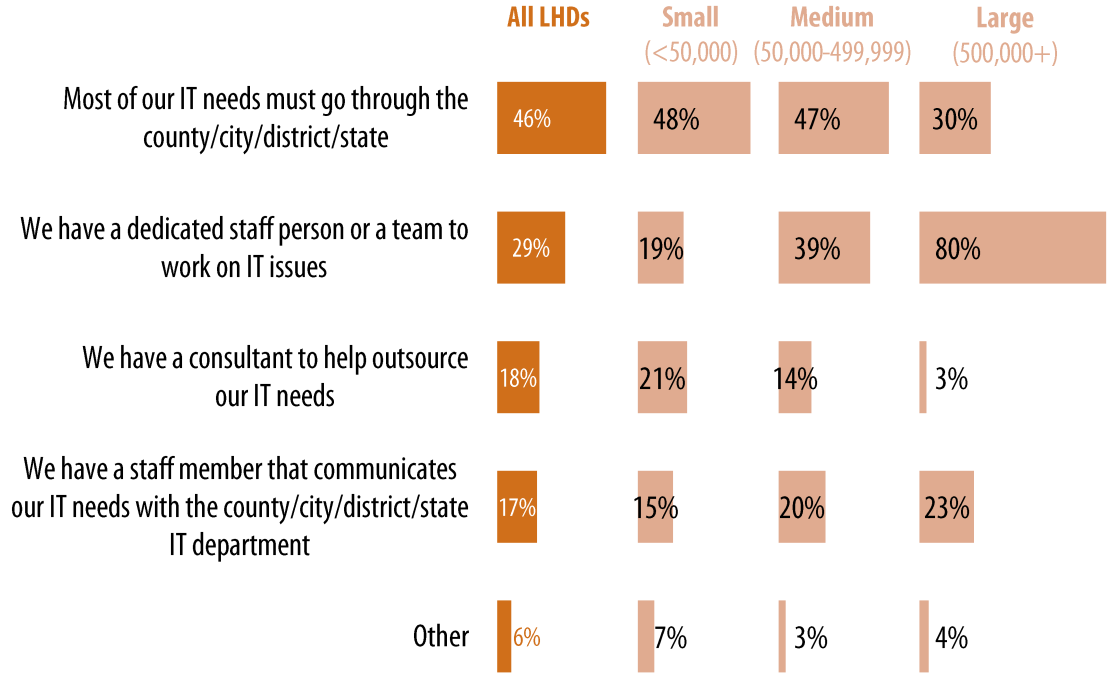 All LHDs Small Medium Large
(<50,000) (50,000-499,999) (500,000+)
Most of our IT needs must go through the
county/city/district/state
46% 48% 47% 30%
We have a dedicated staff person or a team to
work on IT issues
29% 19% 39% 80%
We have a consultant to help outsource
our IT needs
18% 21% 14% 3%
We have a staff member that communicates
our IT needs with the county/city/district/state
IT department
17% 15% 20% 23%
Other 6% 7% 3% 4%